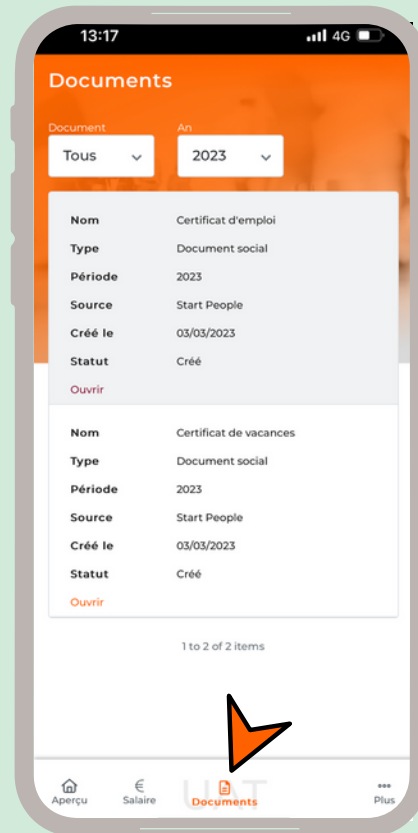 13:17 4G
Documents
Document An
Tous 2023
Nom Certificat d'emploi
Type Document social
Période 2023
Source Start People
Créé le 03/03/2023
Statut Créé
Ouvrir
Nom Certificat de vacances
Type Document social
Période 2023
Source Start People
Créé le 03/03/2023
Statut Créé
Ouvrir
1 to 2 of 2 items
UAT
Aperçu € Salaire Documents Plus